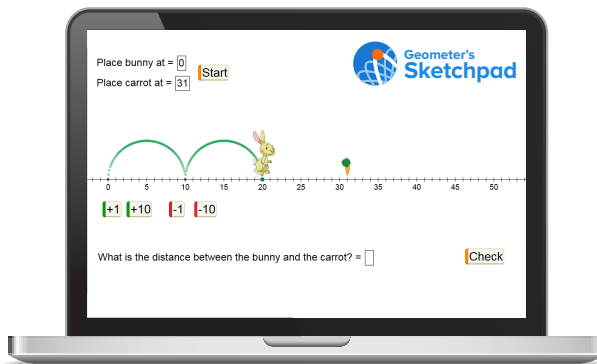 Place bunny at = 0
Place carrot at = 31
Start
Geometer's
Sketchpad
0 5 10 15 20 25 30 35 40 45 50
+1 +10 -1 -10
What is the distance between the bunny and the carrot? =
Check